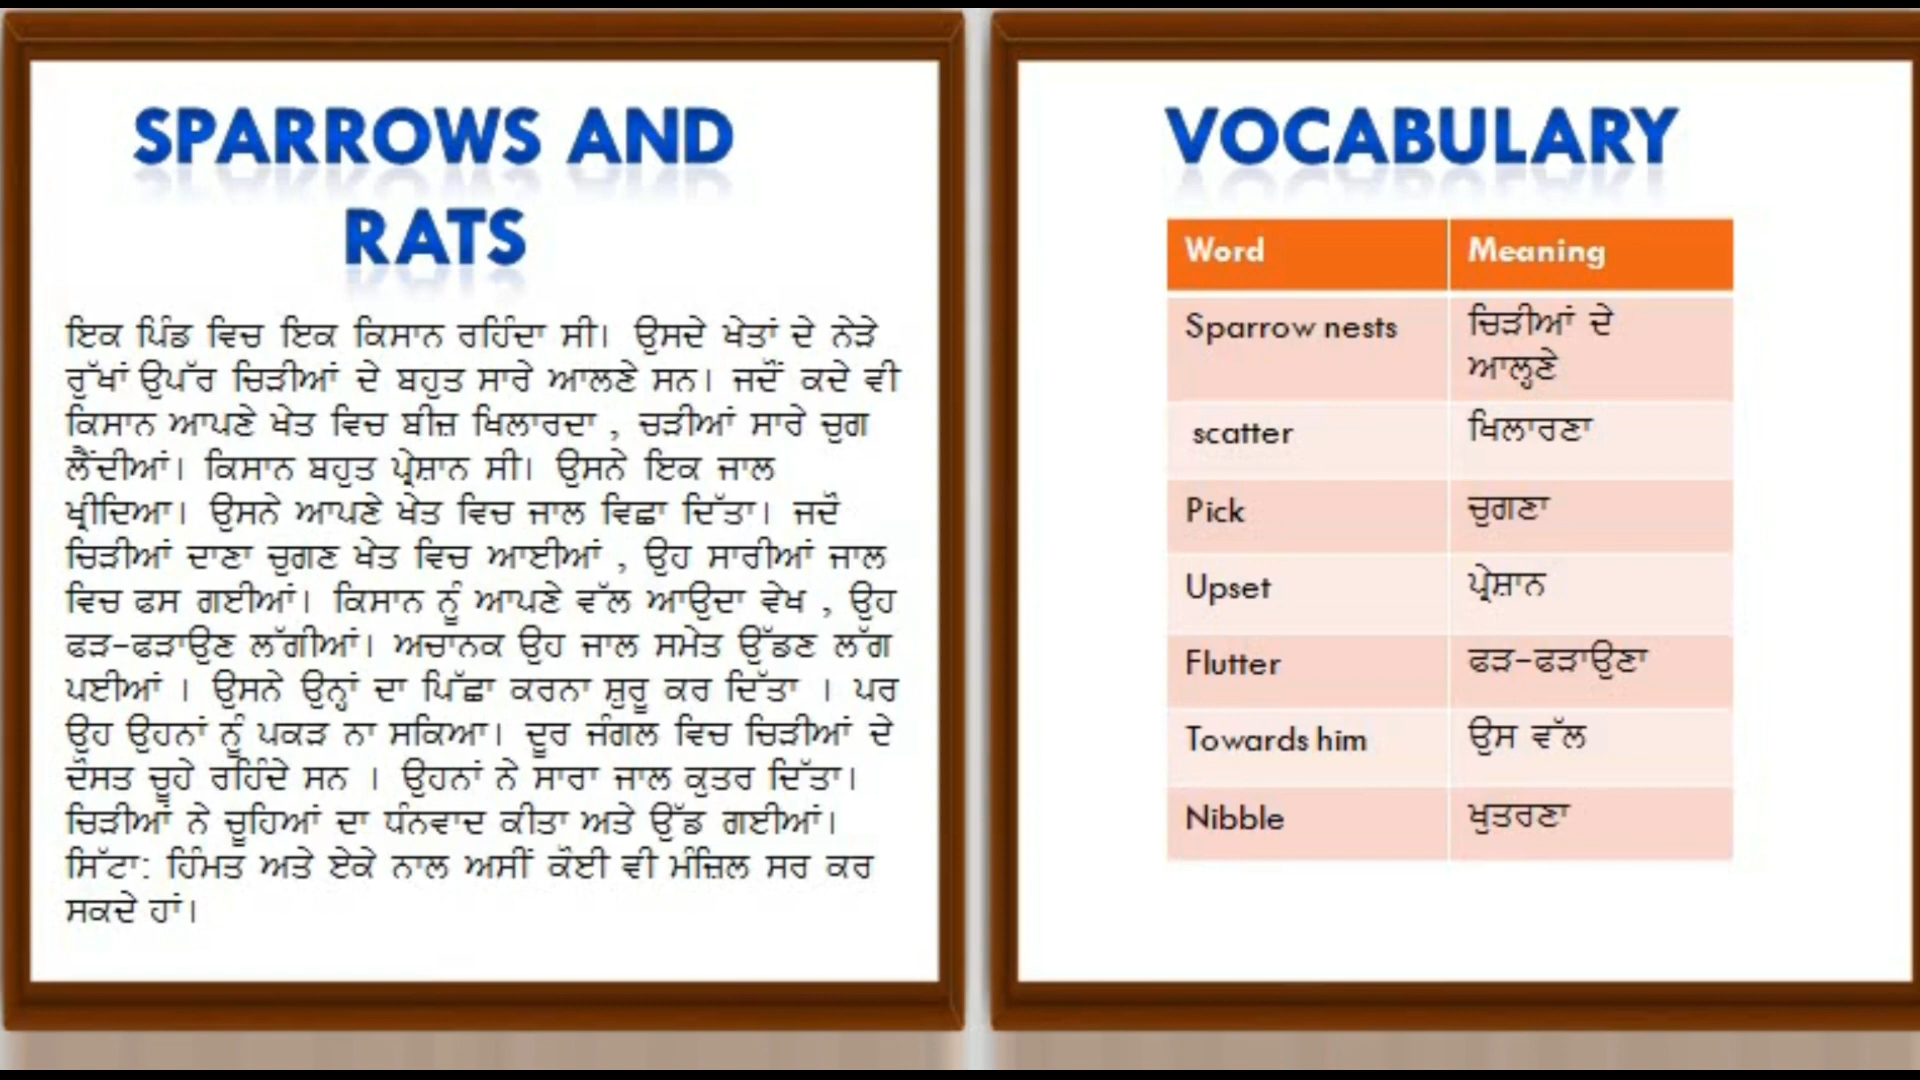 SPARROWS AND
RATS
ਇਕ ਪਿੰਡ ਵਿਚ ਇਕ ਕਿਸਾਨ ਰਹਿੰਦਾ ਸੀ। ਉਸਦੇ ਖੇਤਾਂ ਦੇ ਨੇੜੇ
ਰੁੱਖਾਂ ਉਪੱਰ ਚਿੜੀਆਂ ਦੇ ਬਹੁਤ ਸਾਰੇ ਆਲਣੇ ਸਨ। ਜਦੋਂ ਕਦੇ ਵੀ
ਕਿਸਾਨ ਆਪਣੇ ਖੇਤ ਵਿਚ ਬੀਜ਼ ਖਿਲਾਰਦਾ , ਚੜੀਆਂ ਸਾਰੇ ਚੁਗ
ਲੈਂਦੀਆਂ। ਕਿਸਾਨ ਬਹੁਤ ਪ੍ਰੇਸ਼ਾਨ ਸੀ। ਉਸਨੇ ਇਕ ਜਾਲ
ਖ੍ਰੀਦਿਆ। ਉਸਨੇ ਆਪਣੇ ਖੇਤ ਵਿਚ ਜਾਲ ਵਿਛਾ ਦਿੱਤਾ। ਜਦੋਂ
ਚਿੜੀਆਂ ਦਾਣਾ ਚੁਗਣ ਖੇਤ ਵਿਚ ਆਈਆਂ , ਉਹ ਸਾਰੀਆਂ ਜਾਲ
ਵਿਚ ਫਸ ਗਈਆਂ। ਕਿਸਾਨ ਨੂੰ ਆਪਣੇ ਵੱਲ ਆਉਦਾ ਵੇਖ , ਉਹ
ਫੜ-ਫੜਾਉਣ ਲੱਗੀਆਂ। ਅਚਾਨਕ ਉਹ ਜਾਲ ਸਮੇਤ ਉੱਡਣ ਲੱਗ
ਪਈਆਂ । ਉਸਨੇ ਉਨ੍ਹਾਂ ਦਾ ਪਿੱਛਾ ਕਰਨਾ ਸ਼ੁਰੂ ਕਰ ਦਿੱਤਾ । ਪਰ
ਉਹ ਉਹਨਾਂ ਨੂੰ ਪਕੜ ਨਾ ਸਕਿਆ। ਦੂਰ ਜੰਗਲ ਵਿਚ ਚਿੜੀਆਂ ਦੇ
ਦੋਸਤ ਚੂਹੇ ਰਹਿੰਦੇ ਸਨ । ਉਹਨਾਂ ਨੇ ਸਾਰਾ ਜਾਲ ਕੁਤਰ ਦਿੱਤਾ।
ਚਿੜੀਆਂ ਨੇ ਚੂਹਿਆਂ ਦਾ ਧੰਨਵਾਦ ਕੀਤਾ ਅਤੇ ਉੱਡ ਗਈਆਂ।
ਸਿੱਟਾ: ਹਿੰਮਤ ਅਤੇ ਏਕੇ ਨਾਲ ਅਸੀਂ ਕੋਈ ਵੀ ਮੰਜ਼ਿਲ ਸਰ ਕਰ
ਸਕਦੇ ਹਾਂ।
VOCABULARY
Word Meaning
Sparrow nests ਚਿੜੀਆਂ ਦੇ
ਆਲ੍ਹਣੇ
scatter ਖਿਲਾਰਣਾ
Pick ਚੁਗਣਾ
Upset ਪ੍ਰੇਸ਼ਾਨ
Flutter ਫੜ-ਫੜਾਉਣਾ
Towards him ਉਸ ਵੱਲ
Nibble ਖੁਤਰਣਾ